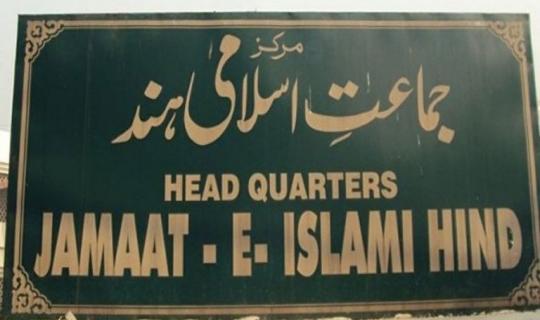 مرکز
جماعتِ اسلامی ہند
HEAD QUARTERS
JAMAAT - E- ISLAMI HIND